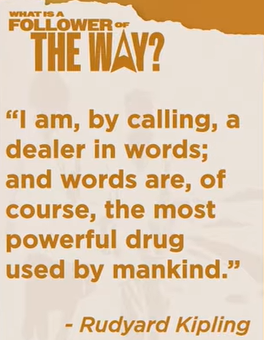 WHAT IS A
FOLLOWER OF
THE WAY?
“I am, by calling, a
dealer in words;
and words are, of
course, the most
powerful drug
used by mankind.”
- Rudyard Kipling